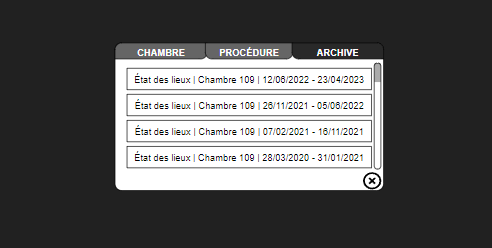 CHAMBRE PROCÉDURE ARCHIVE
État des lieux | Chambre 109 | 12/06/2022 - 23/04/2023
État des lieux | Chambre 109 | 26/11/2021 - 05/06/2022
État des lieux | Chambre 109 | 07/02/2021 - 16/11/2021
État des lieux | Chambre 109 | 28/03/2020 - 31/01/2021